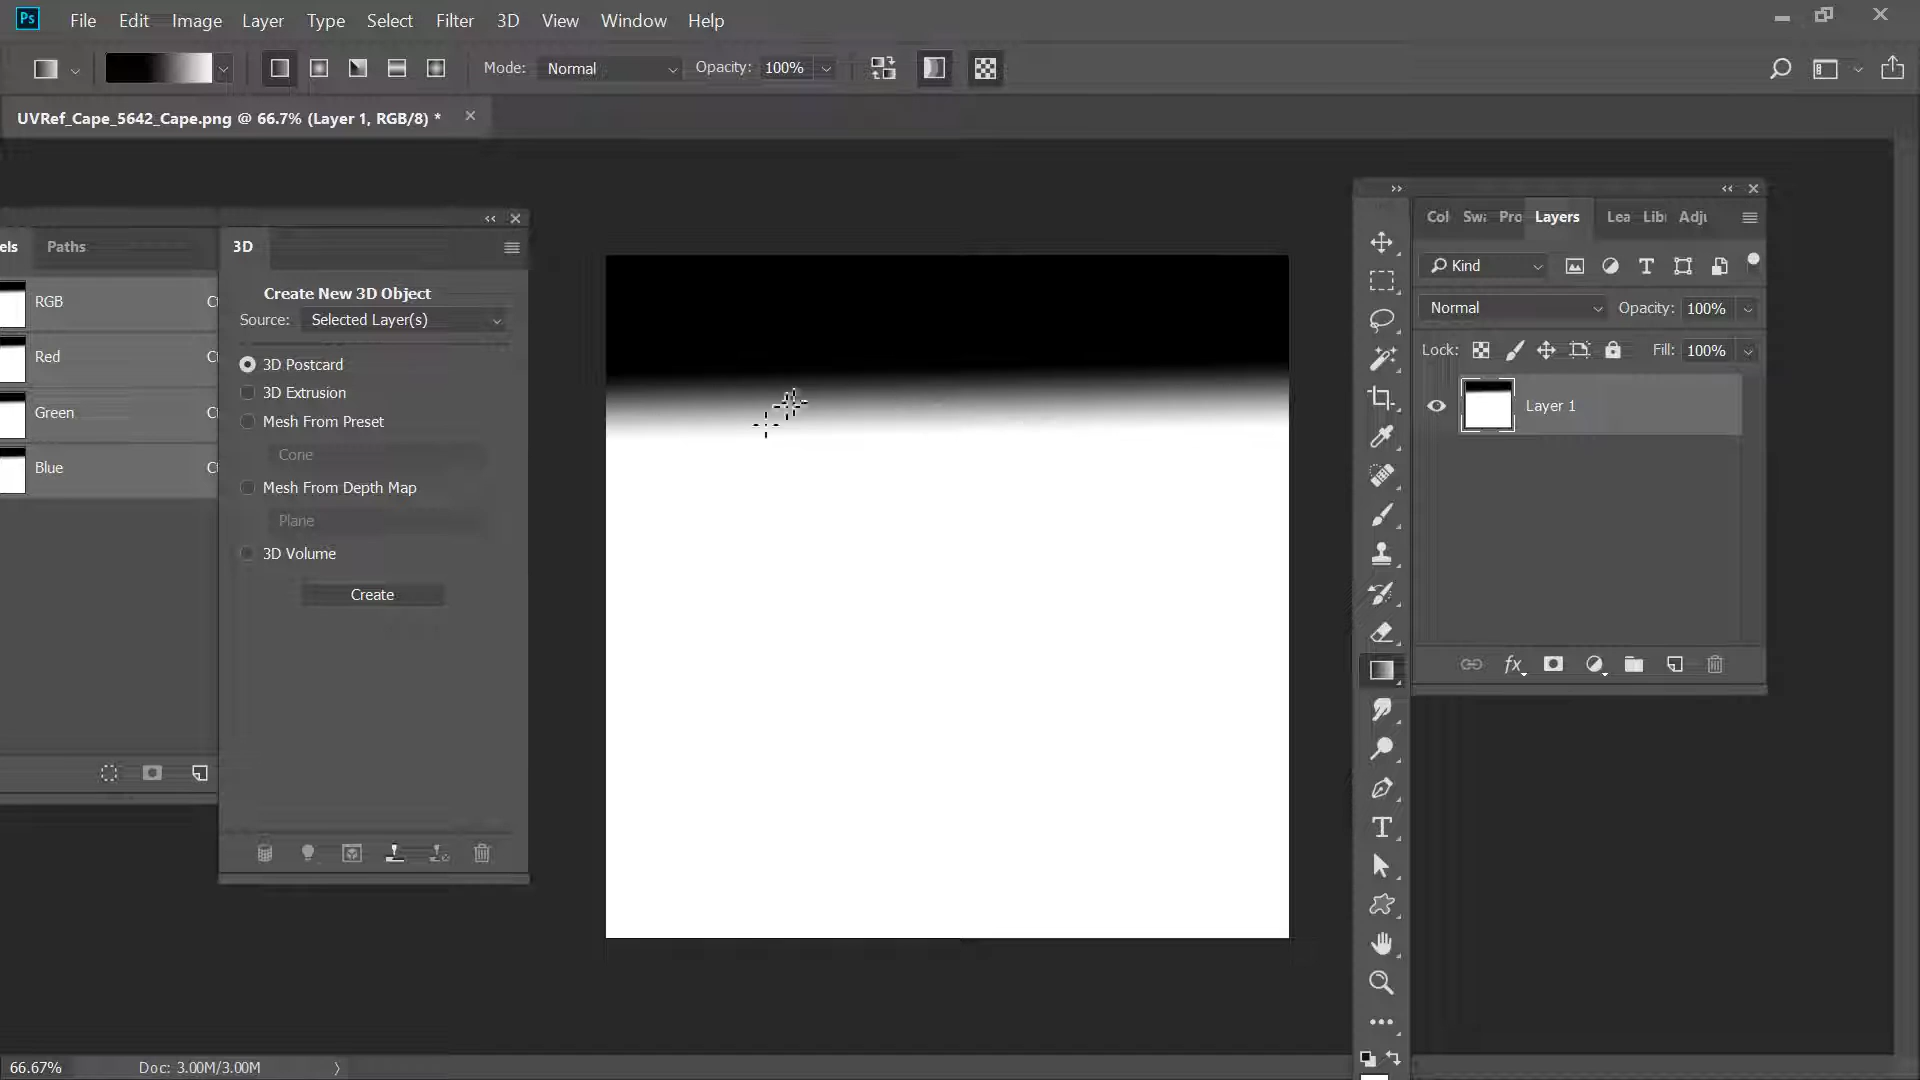 Ps File Edit Image Layer Type Select Filter 3D View Window Help
Mode: Normal Opacity: 100%
UVRef_Cape_5642_Cape.png @ 66.7% (Layer 1, RGB/8) *
els Paths
RGB
Red
Green
Blue
3D
Create New 3D Object
Source: Selected Layer(s)
3D Postcard
3D Extrusion
Mesh From Preset
Cone
Mesh From Depth Map
Plane
3D Volume
Create
Col Swa Pro Layers Lea Lib Adju
Kind
Normal Opacity: 100%
Lock: Fill: 100%
Layer 1
fx
66.67% Doc: 3.00M/3.00M